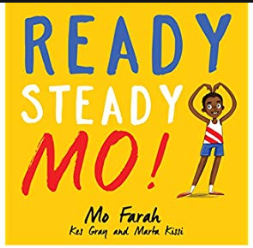 READY
STEADY
MO!
Mo Farah
Kes Gray and Marta Kissi